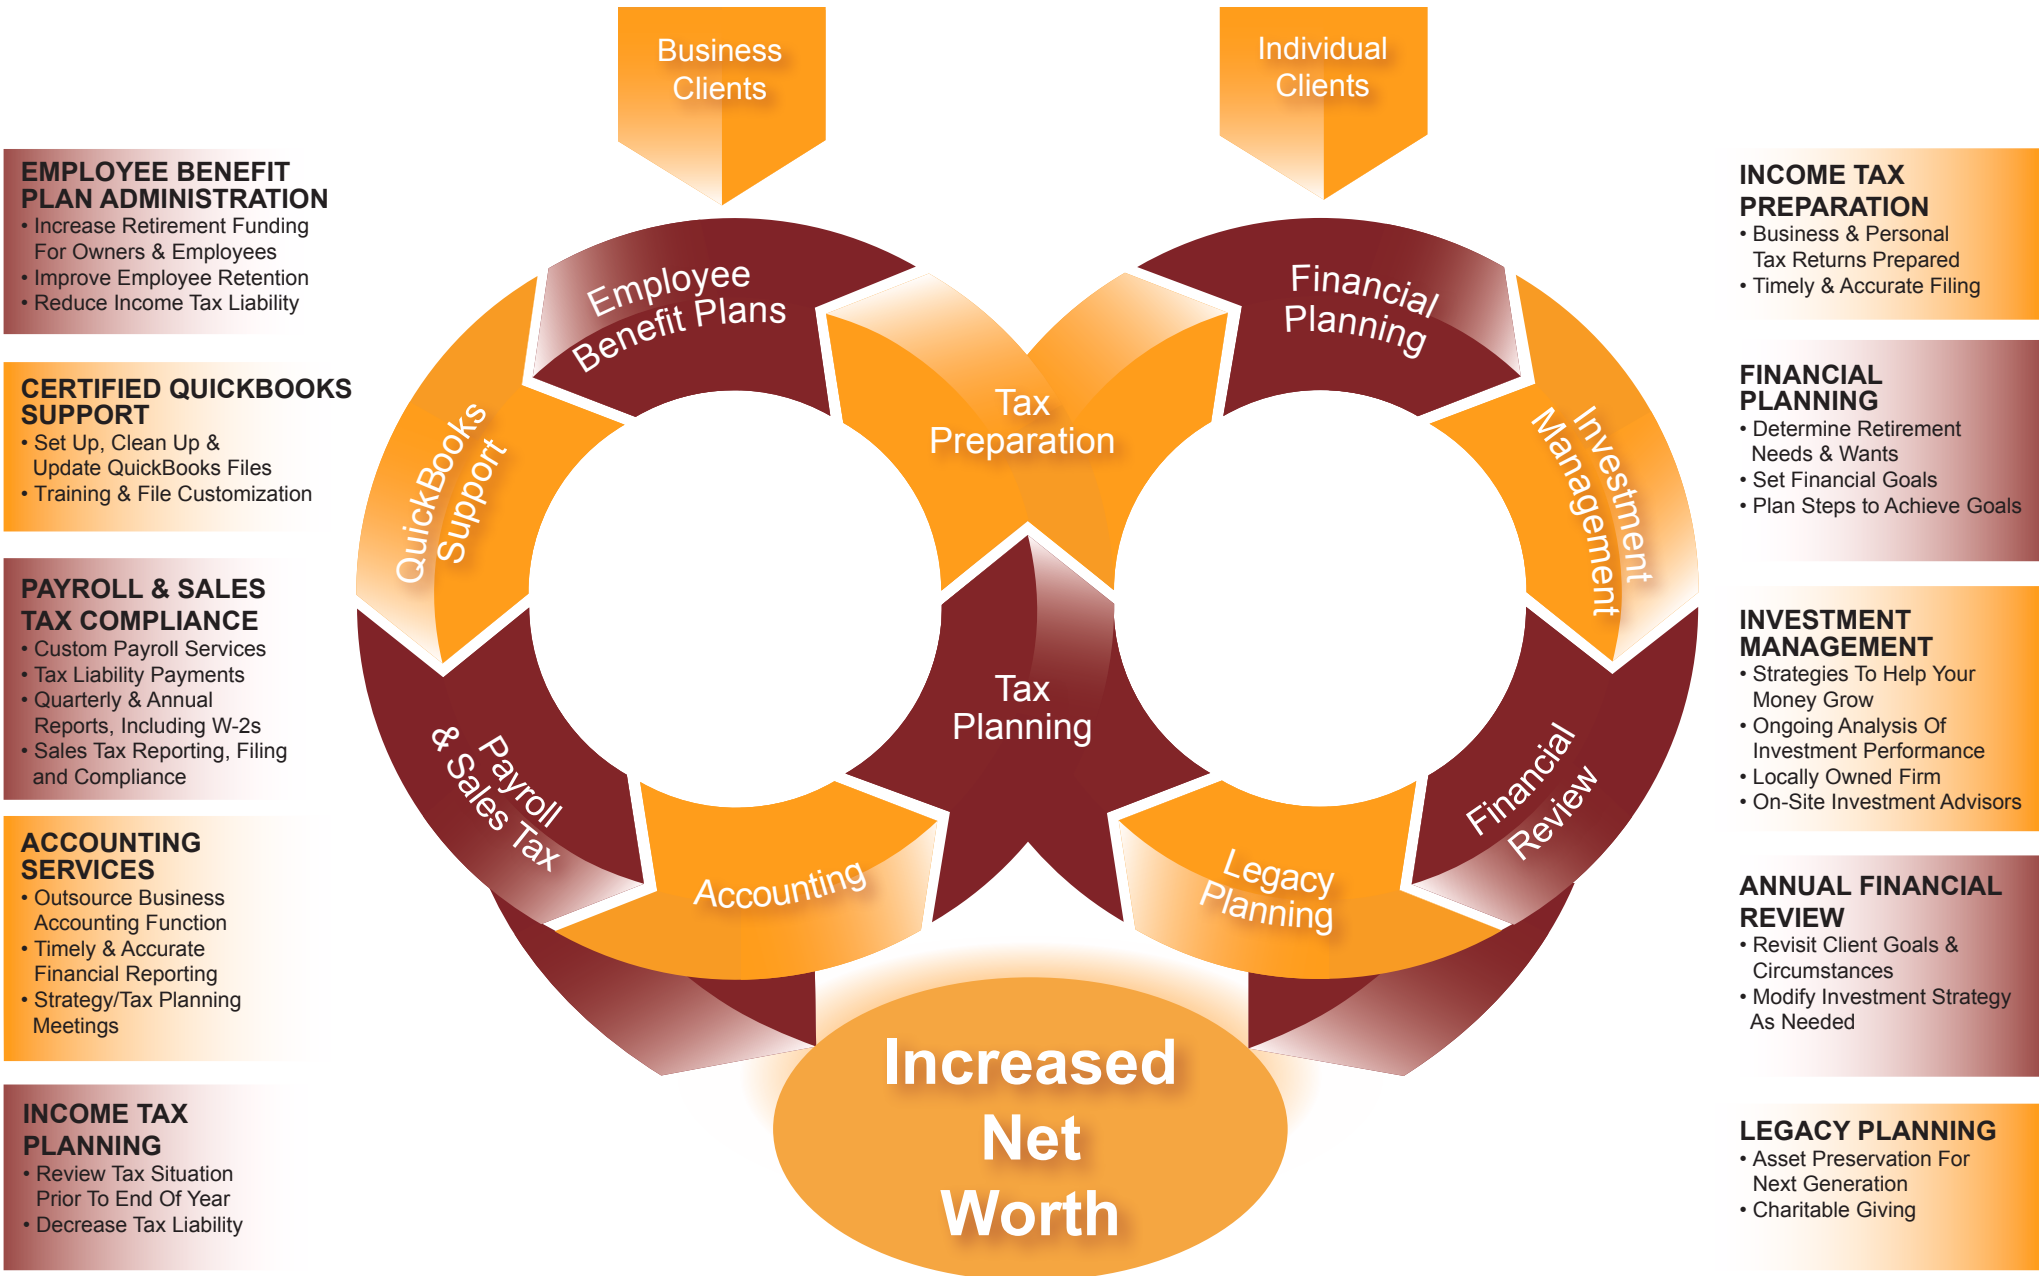 Business
Clients
Individual
Clients
EMPLOYEE BENEFIT
PLAN ADMINISTRATION
• Increase Retirement Funding
For Owners & Employees
• Improve Employee Retention
• Reduce Income Tax Liability
CERTIFIED QUICKBOOKS
SUPPORT
• Set Up, Clean Up &
Update QuickBooks Files
• Training & File Customization
PAYROLL & SALES
TAX COMPLIANCE
• Custom Payroll Services
• Tax Liability Payments
• Quarterly & Annual
Reports, Including W-2s
• Sales Tax Reporting, Filing
and Compliance
ACCOUNTING
SERVICES
• Outsource Business
Accounting Function
• Timely & Accurate
Financial Reporting
• Strategy/Tax Planning
Meetings
INCOME TAX
PLANNING
• Review Tax Situation
Prior To End Of Year
• Decrease Tax Liability
Employee
Benefit Plans
QuickBooks
Support
Payroll
& Sales Tax
Accounting
Tax
Preparation
Tax
Planning
Financial
Planning
Investment
Management
Financial
Review
Legacy
Planning
Increased
Net
Worth
INCOME TAX
PREPARATION
• Business & Personal
Tax Returns Prepared
• Timely & Accurate Filing
FINANCIAL
PLANNING
• Determine Retirement
Needs & Wants
• Set Financial Goals
• Plan Steps to Achieve Goals
INVESTMENT
MANAGEMENT
• Strategies To Help Your
Money Grow
• Ongoing Analysis Of
Investment Performance
• Locally Owned Firm
• On-Site Investment Advisors
ANNUAL FINANCIAL
REVIEW
• Revisit Client Goals &
Circumstances
• Modify Investment Strategy
As Needed
LEGACY PLANNING
• Asset Preservation For
Next Generation
• Charitable Giving